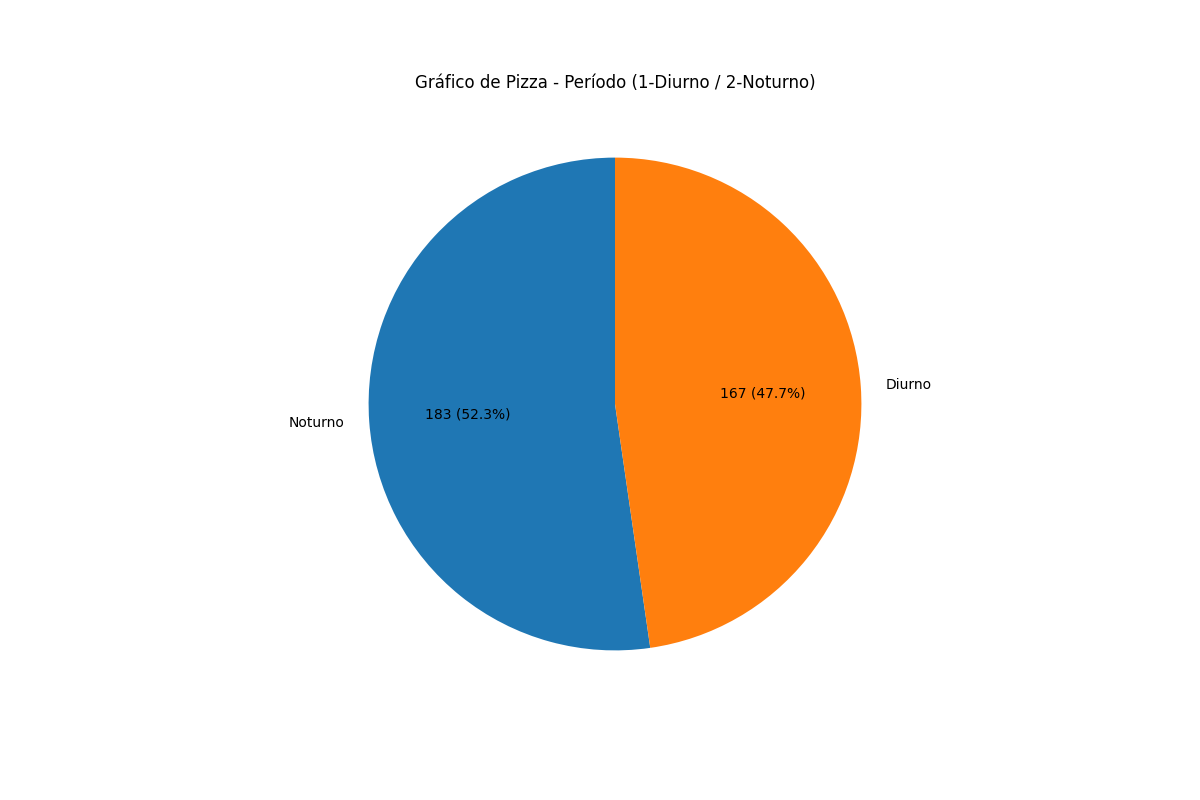 Gráfico de Pizza - Período (1-Diurno / 2-Noturno)
Diurno
167 (47.7%)
183 (52.3%)
Noturno